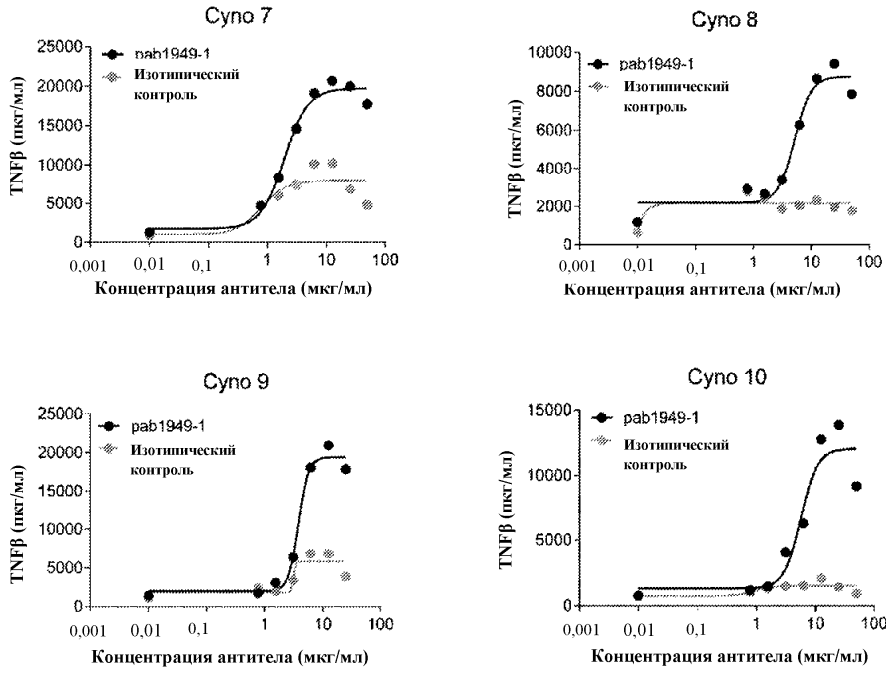 Cyno 7
25000
20000
15000
10000
5000
0
TNFβ (пкг/мл)
pab1949-1
Изотипический
контроль
0,001 0,01 0,1 1 10 100
Концентрация антитела (мкг/мл)
Cyno 8
10000
8000
6000
4000
2000
0
TNFβ (пкг/мл)
pab1949-1
Изотипический
контроль
0,001 0,01 0,1 1 10 100
Концентрация антитела (мкг/мл)
Cyno 9
25000
20000
15000
10000
5000
0
TNFβ (пкг/мл)
pab1949-1
Изотипический
контроль
0,001 0,01 0,1 1 10 100
Концентрация антитела (мкг/мл)
Cyno 10
15000
10000
5000
0
TNFβ (пкг/мл)
pab1949-1
Изотипический
контроль
0,001 0,01 0,1 1 10 100
Концентрация антитела (мкг/мл)